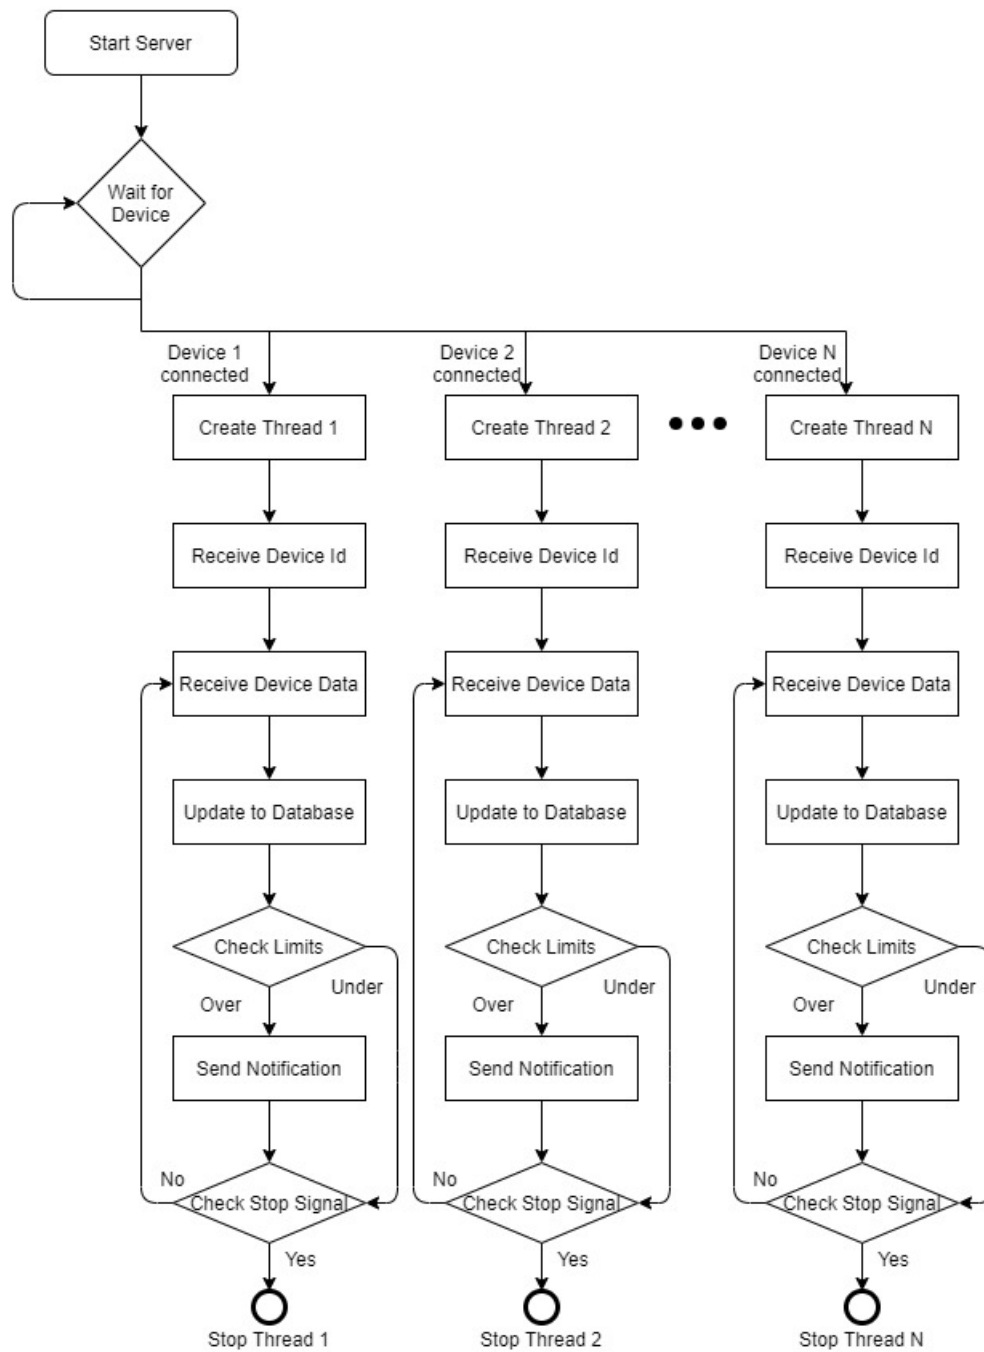 Start Server
Wait for
Device
Device 1
connected
Device 2
connected
Device N
connected
Create Thread 1
Create Thread 2
Create Thread N
Receive Device Id
Receive Device Id
Receive Device Id
Receive Device Data
Receive Device Data
Receive Device Data
Update to Database
Update to Database
Update to Database
Check Limits
Check Limits
Check Limits
Over
Under
Over
Under
Over
Under
Send Notification
Send Notification
Send Notification
No
Check Stop Signal
No
Check Stop Signal
No
Check Stop Signal
Yes
Yes
Yes
Stop Thread 1
Stop Thread 2
Stop Thread N